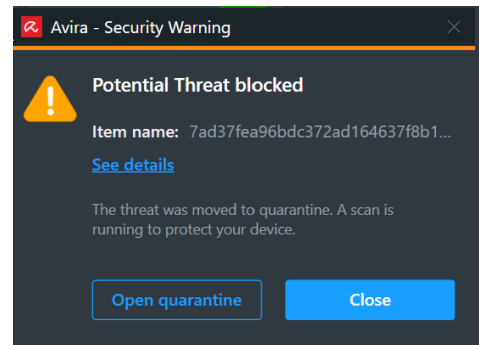 Avira - Security Warning
Potential Threat blocked
Item name: 7ad37fea96bdc372ad164637f8b1...
See details
The threat was moved to quarantine. A scan is
running to protect your device.
Open quarantine
Close